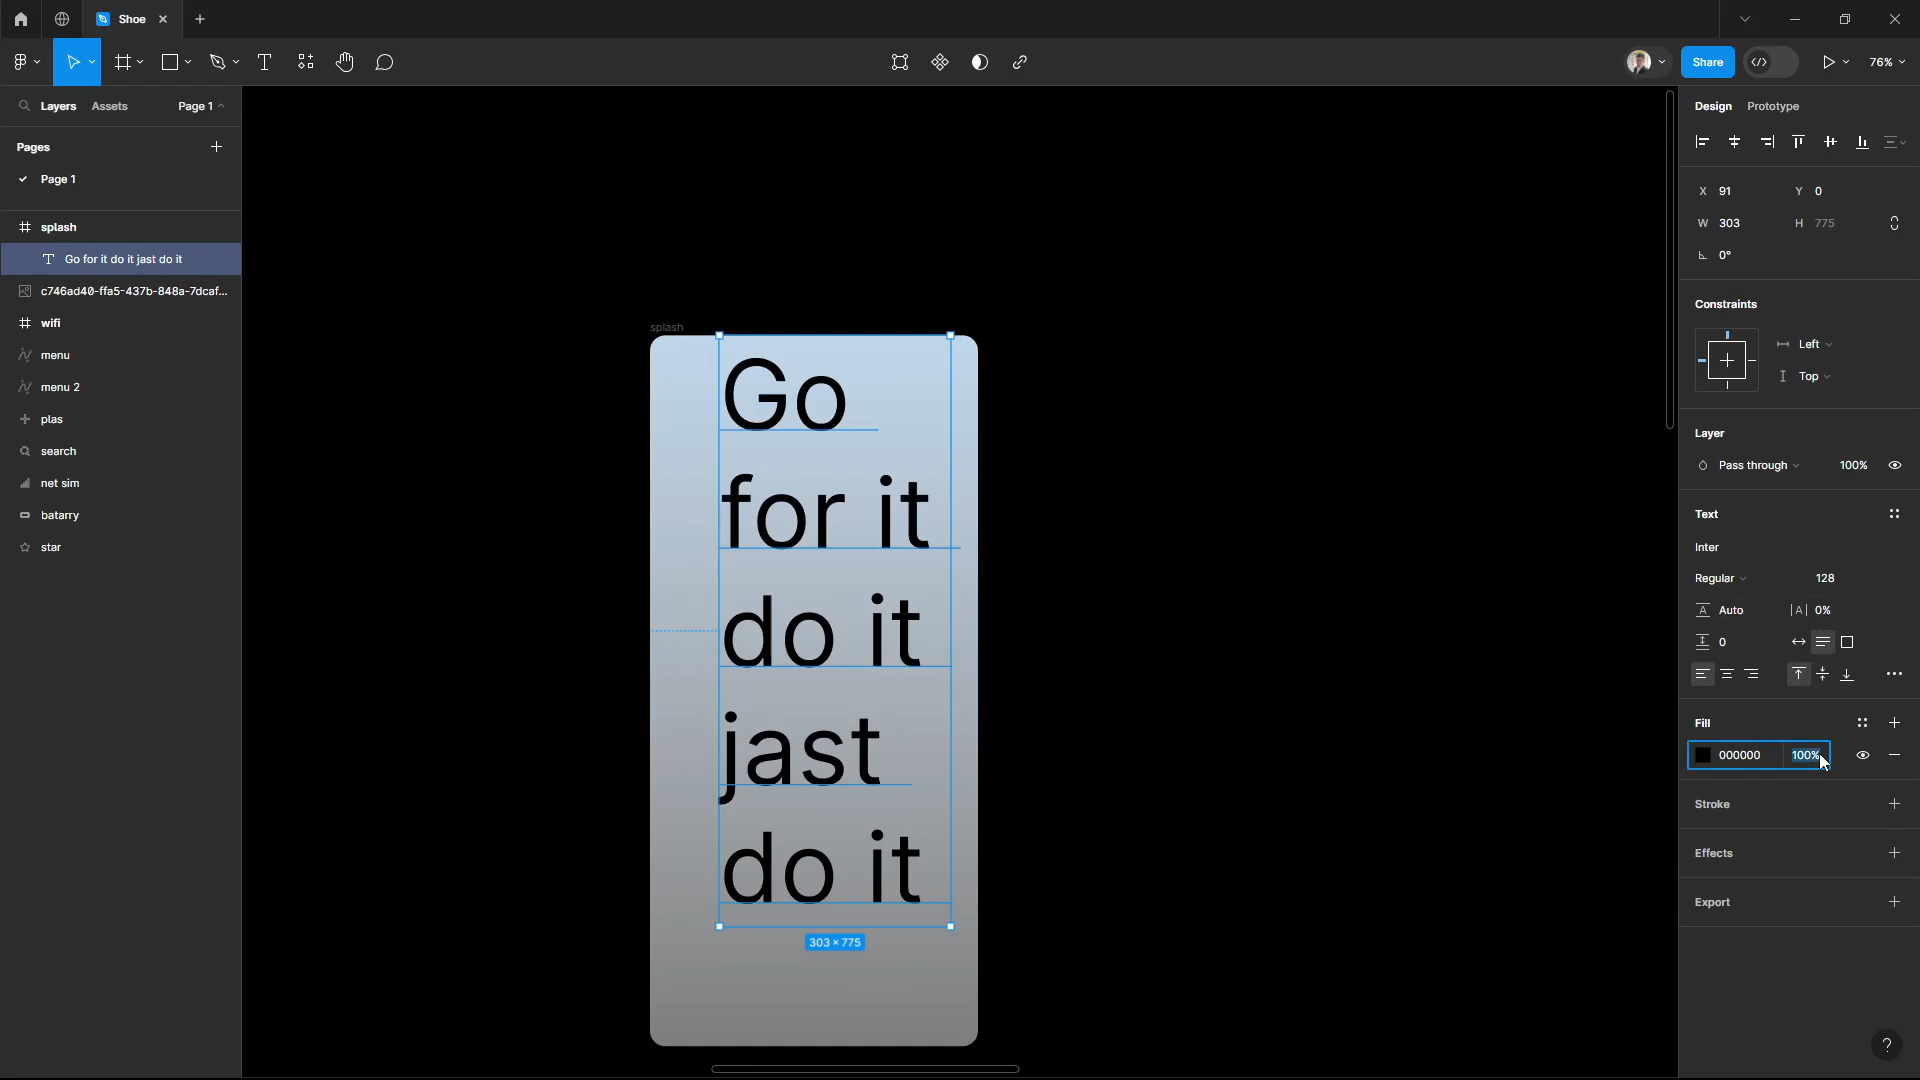 Shoe
Share
76%
Layers
Assets
Page 1
Pages
Page 1
splash
Go for it do it jast do it
c746ad40-ffa5-437b-848a-7dcaf...
wifi
menu
menu 2
plas
search
net sim
batarry
star
splash
Go
for it
do it
jast
do it
303 × 775
Design
Prototype
X 91
Y 0
W 303
H 775
0°
Constraints
Left
Top
Layer
Pass through
100%
Text
Inter
Regular
128
A Auto
|A| 0%
0
Fill
000000
100%
Stroke
Effects
Export
?